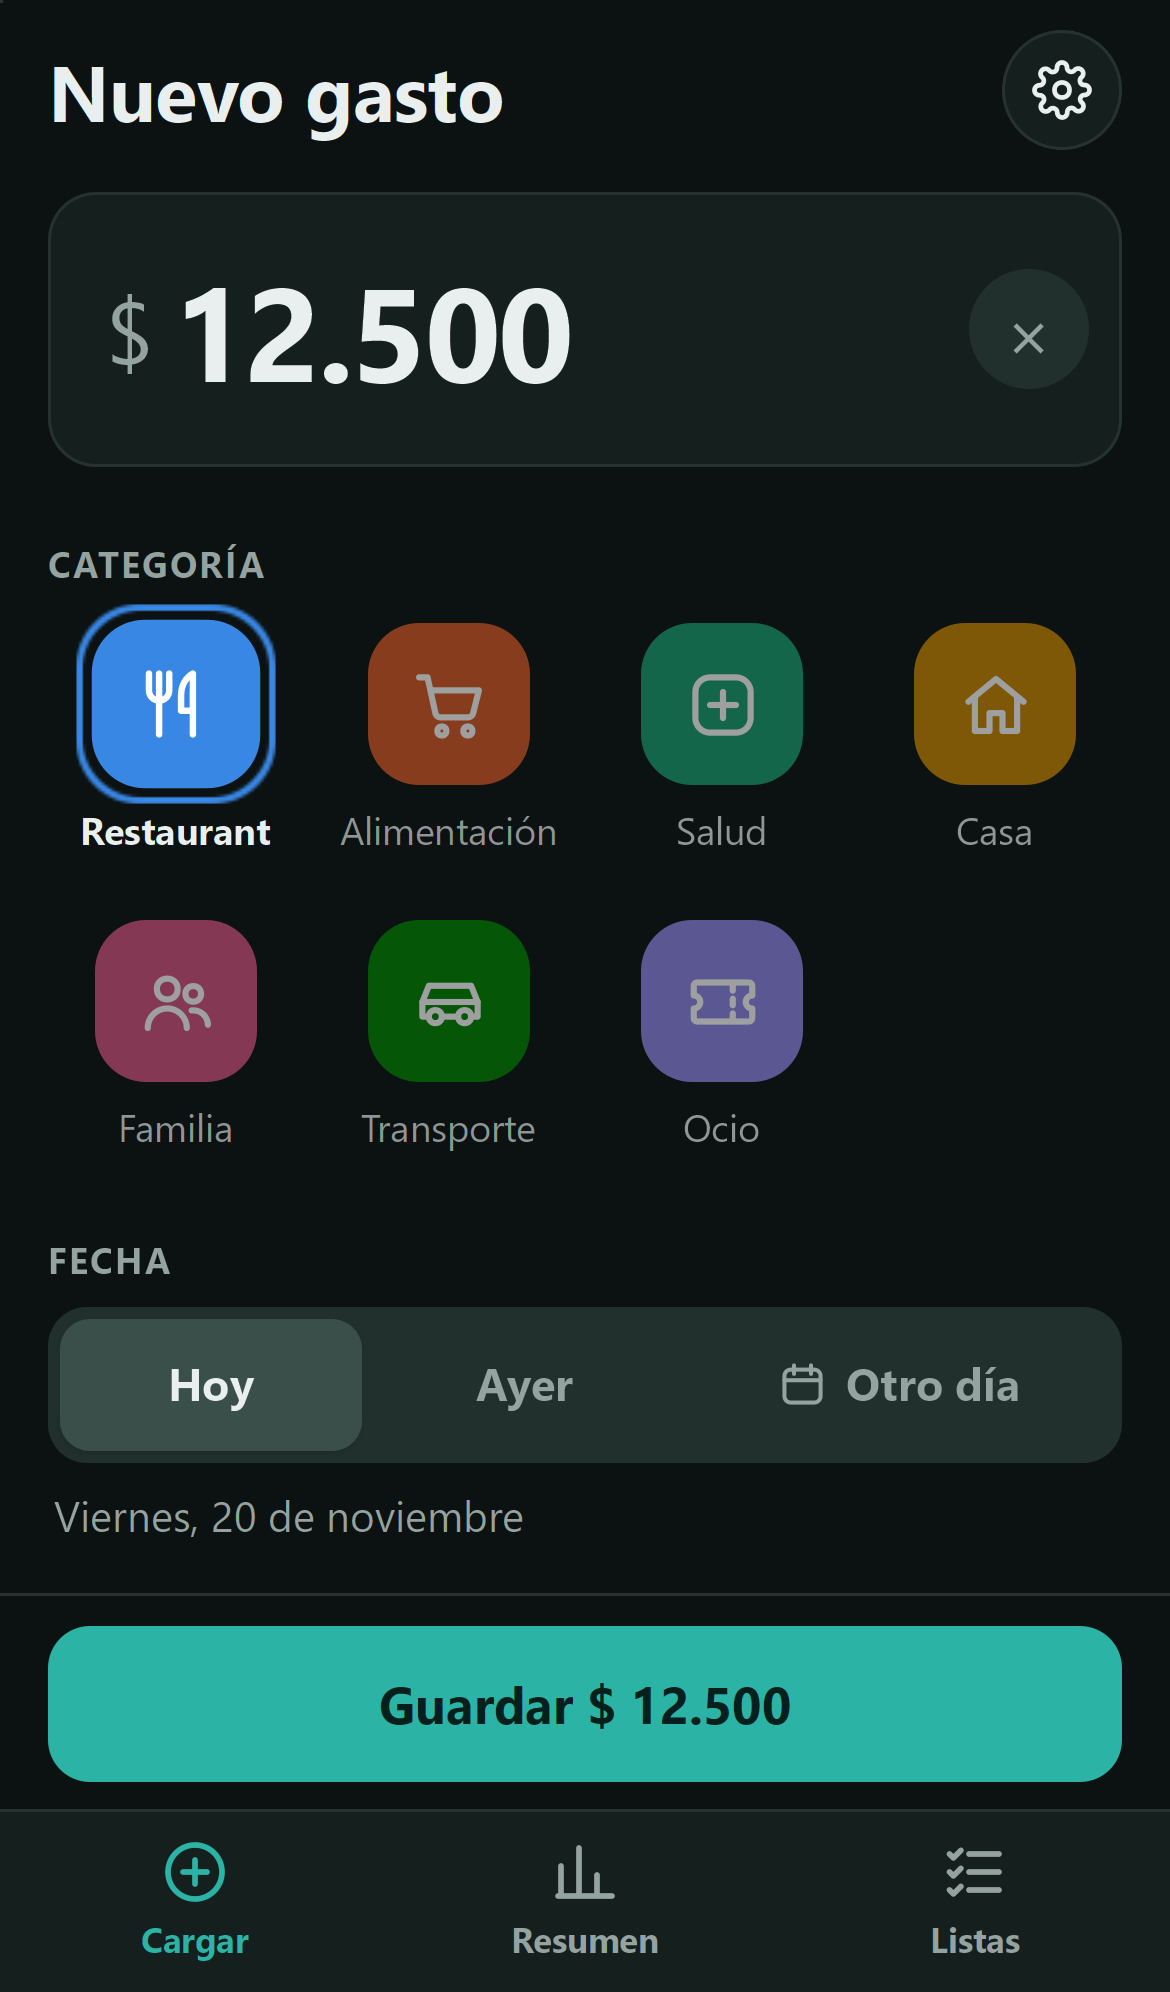 Nuevo gasto
$ 12.500
CATEGORÍA
Restaurant
Alimentación
Salud
Casa
Familia
Transporte
Ocio
FECHA
Hoy
Ayer
Otro día
Viernes, 20 de noviembre
Guardar $ 12.500
Cargar
Resumen
Listas